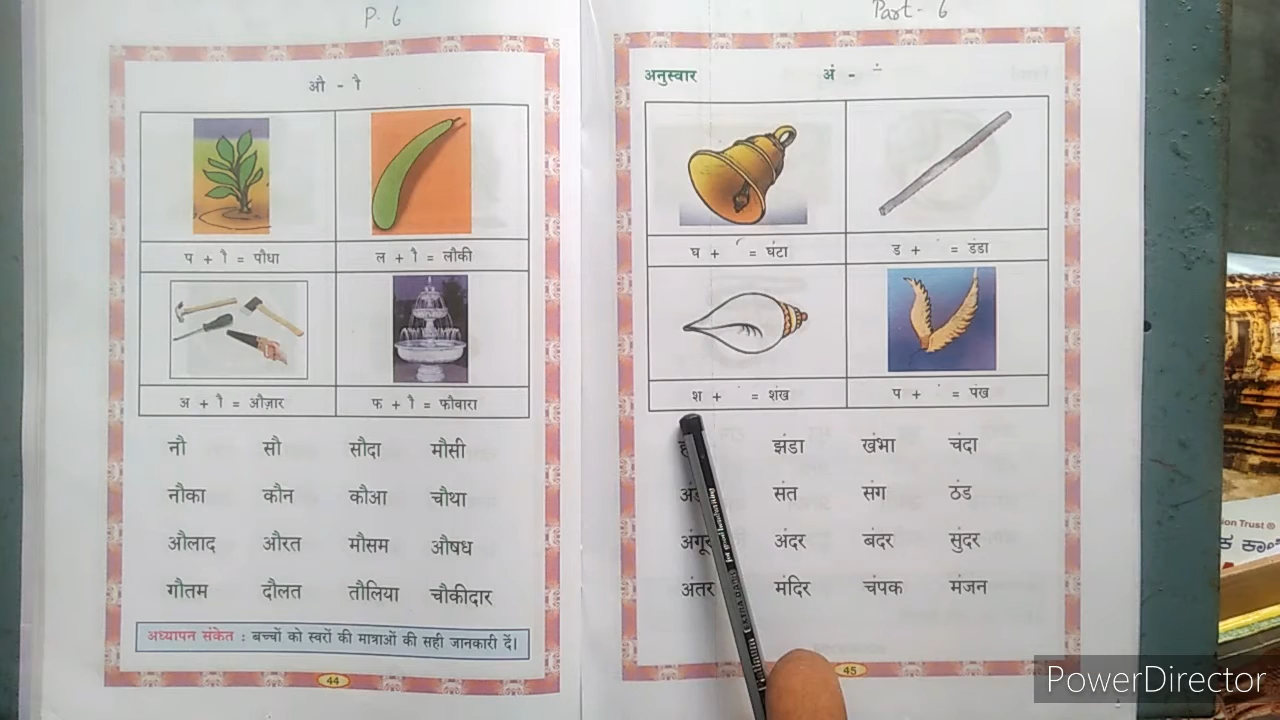 P. 6
औ - ौ
प + ौ = पौधा
ल + ौ = लौकी
अ + ौ = औज़ार
फ + ौ = फौवारा
नौ सौ सौदा मौसी
नौका कौन कौआ चौथा
औलाद औरत मौसम औषध
गौतम दौलत तौलिया चौकीदार
अध्यापन संकेत : बच्चों को स्वरों की मात्राओं की सही जानकारी दें।
44
Part - 6
अनुस्वार अं - ं
घ + ं = घंटा
ड + ं = डंडा
श + ं = शंख
प + ं = पंख
झंडा खंभा चंदा
संत संग ठंड
अंदर बंदर सुंदर
अंतर मंदिर चंपक मंजन
45
PowerDirector